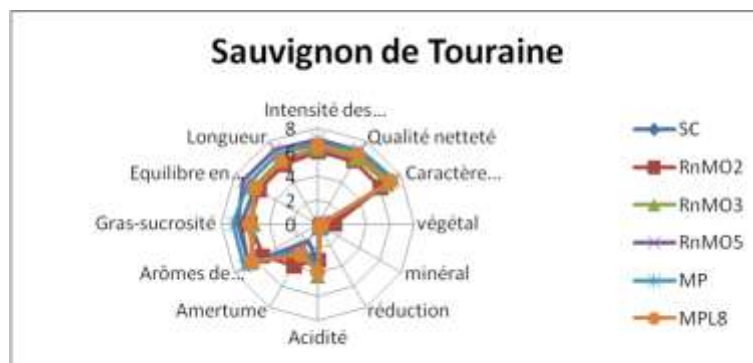 Sauvignon de Touraine
Intensité des...
Qualité netteté
Caractère...
végétal
minéral
réduction
Acidité
Amertume
Arômes de...
Gras-sucrosité
Equilibre en...
Longueur
8
6
4
2
0
SC
RnMO2
RnMO3
RnMO5
MP
MPL8